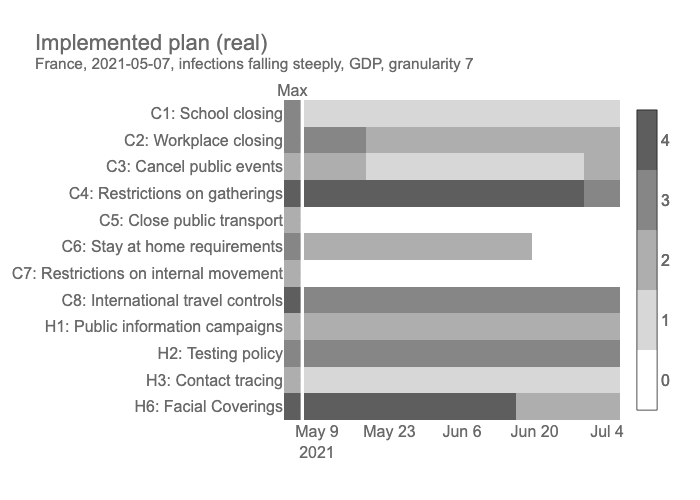 Implemented plan (real)
France, 2021-05-07, infections falling steeply, GDP, granularity 7
Max
C1: School closing
C2: Workplace closing
C3: Cancel public events
C4: Restrictions on gatherings
C5: Close public transport
C6: Stay at home requirements
C7: Restrictions on internal movement
C8: International travel controls
H1: Public information campaigns
H2: Testing policy
H3: Contact tracing
H6: Facial Coverings
May 9 May 23 Jun 6 Jun 20 Jul 4
2021
4
3
2
1
0